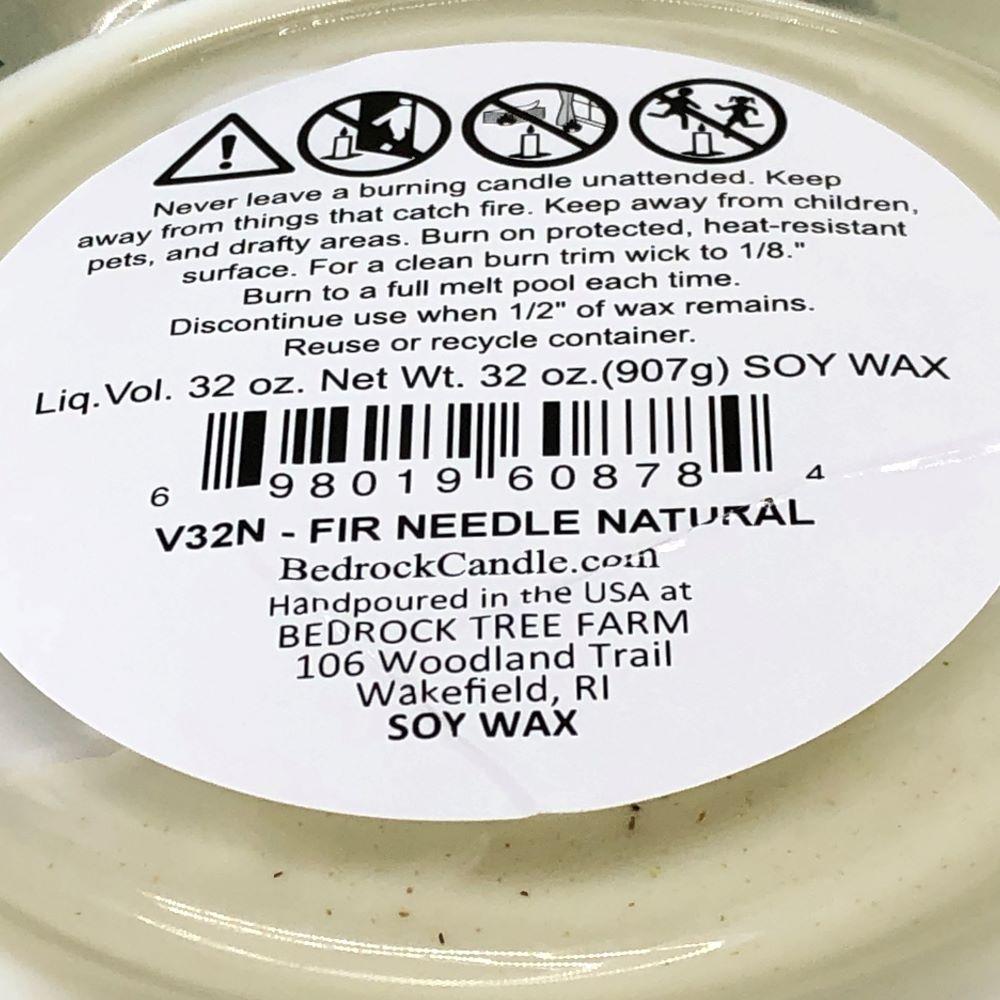 Never leave a burning candle unattended. Keep
away from things that catch fire. Keep away from children,
pets, and drafty areas. Burn on protected, heat-resistant
surface. For a clean burn trim wick to 1/8."
Burn to a full melt pool each time.
Discontinue use when 1/2" of wax remains.
Reuse or recycle container.
Liq.Vol. 32 oz. Net Wt. 32 oz.(907g) SOY WAX
6 98019 60878 4
V32N - FIR NEEDLE NATURAL
BedrockCandle.com
Handpoured in the USA at
BEDROCK TREE FARM
106 Woodland Trail
Wakefield, RI
SOY WAX